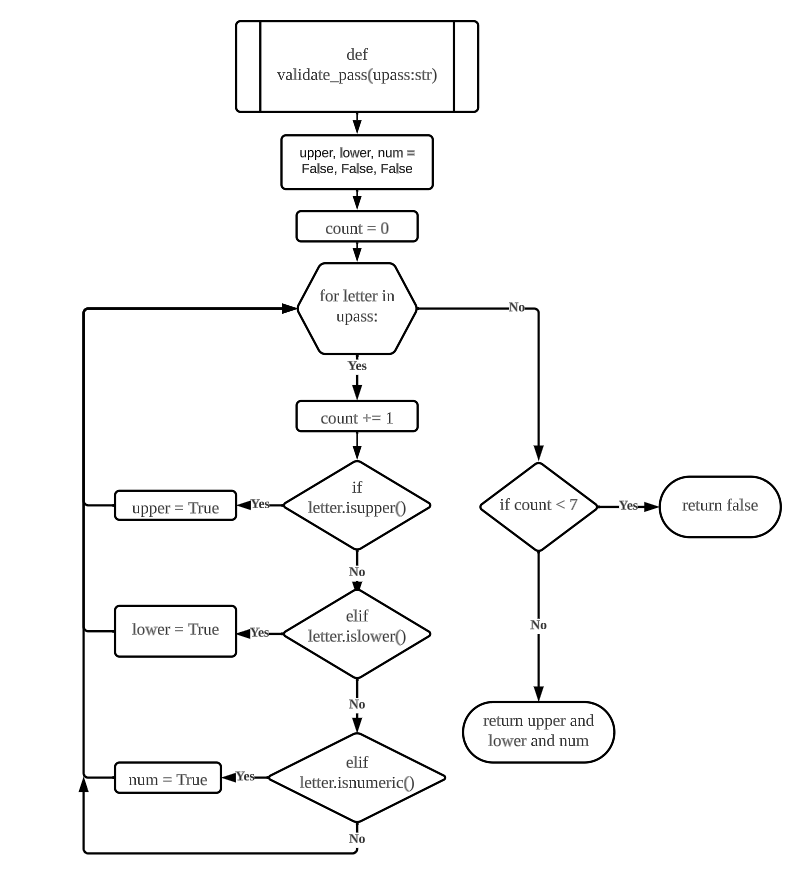 def
validate_pass(upass:str)
upper, lower, num =
False, False, False
count = 0
for letter in
upass:
No
Yes
count += 1
if
letter.isupper()
Yes
upper = True
if count < 7
Yes
return false
No
elif
letter.islower()
Yes
lower = True
No
No
return upper and
lower and num
elif
letter.isnumeric()
Yes
num = True
No